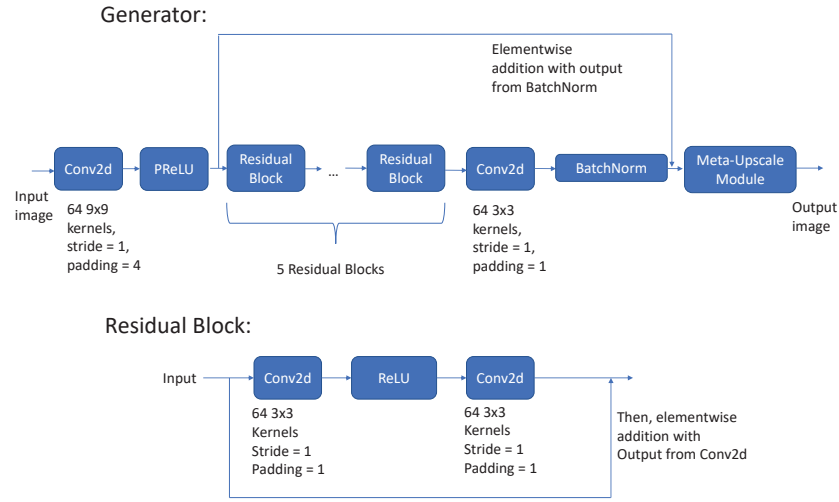 Generator:
Elementwise
addition with output
from BatchNorm
Input
image
Conv2d
64 9x9
kernels,
stride = 1,
padding = 4
PReLU
Residual
Block
...
Residual
Block
5 Residual Blocks
Conv2d
64 3x3
kernels,
stride = 1,
padding = 1
BatchNorm
Meta-Upscale
Module
Output
image
Residual Block:
Input
Conv2d
64 3x3
Kernels
Stride = 1
Padding = 1
ReLU
Conv2d
64 3x3
Kernels
Stride = 1
Padding = 1
Then, elementwise
addition with
Output from Conv2d